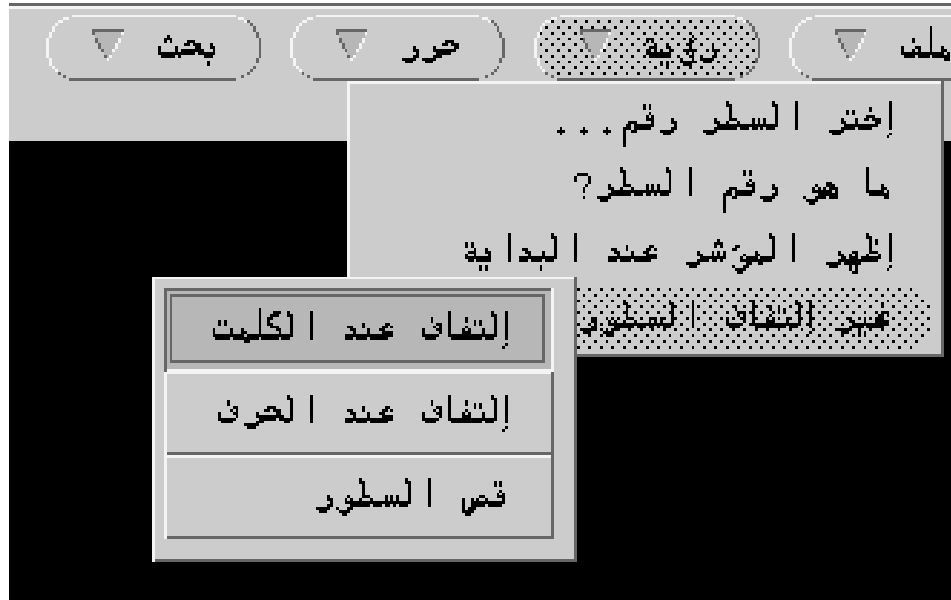 ملف رؤية حرر بحث
إختر السطر رقم...
ما هو رقم السطر?
إظهر المؤشر عند البداية
غير إلتفاف السطور
إلتفاف عند الكلمت
إلتفاف عند الحرف
قص السطور